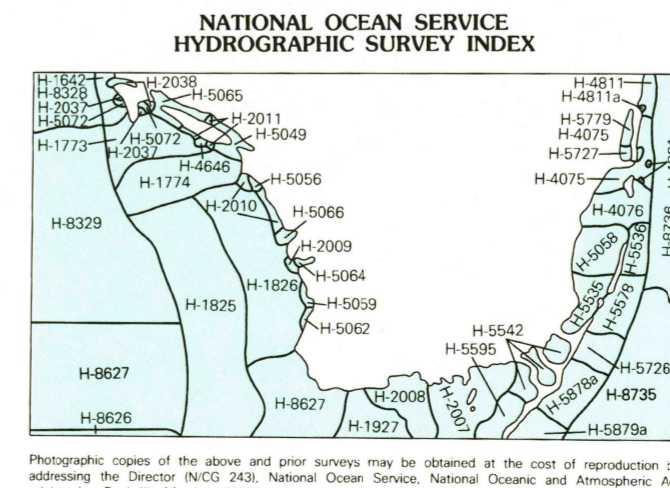 NATIONAL OCEAN SERVICE
HYDROGRAPHIC SURVEY INDEX
H-1642
H-8328
H-2037
H-5072
H-1773
H-2038
H-5065
H-2011
H-5049
H-5072
H-2037
H-4646
H-1774
H-5056
H-2010
H-5066
H-8329
H-2009
H-5064
H-1826
H-1825
H-5059
H-5062
H-8627
H-8626
H-8627
H-2008
H-1927
H-2007
H-4811
H-4811a
H-5779
H-4075
H-5727
H-4075
H-4076
H-8736
H-5536
H-5058
H-5535
H-5578
H-5542
H-5595
H-5726
H-5878a
H-8735
H-5879a
Photographic copies of the above and prior surveys may be obtained at the cost of reproduction
addressing the Director (N/CG 243), National Ocean Service, National Oceanic and Atmospheric